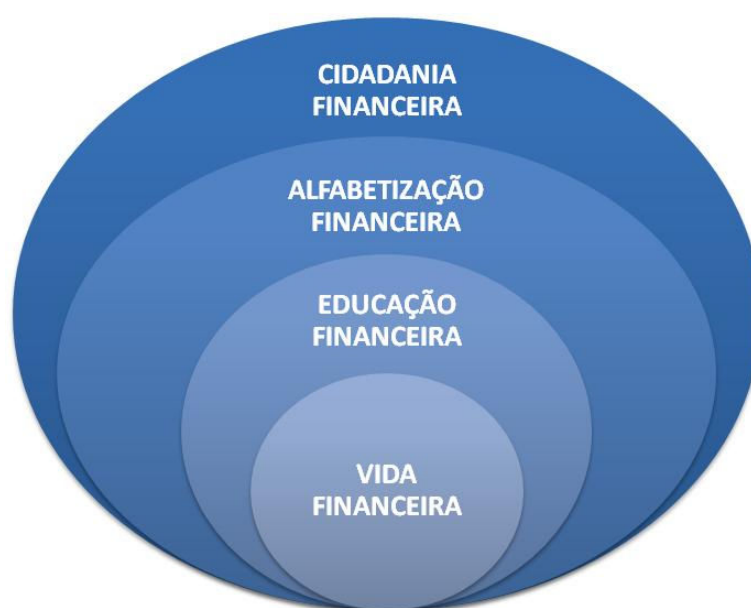 CIDADANIA
FINANCEIRA
ALFABETIZAÇÃO
FINANCEIRA
EDUCAÇÃO
FINANCEIRA
VIDA
FINANCEIRA